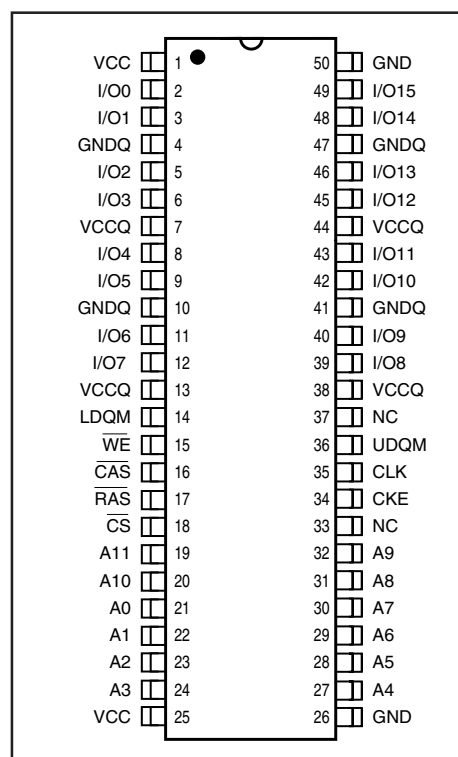 VCC 1 50 GND
I/O0 2 49 I/O15
I/O1 3 48 I/O14
GNDQ 4 47 GNDQ
I/O2 5 46 I/O13
I/O3 6 45 I/O12
VCCQ 7 44 VCCQ
I/O4 8 43 I/O11
I/O5 9 42 I/O10
GNDQ 10 41 GNDQ
I/O6 11 40 I/O9
I/O7 12 39 I/O8
VCCQ 13 38 VCCQ
LDQM 14 37 NC
W̅E̅ 15 36 UDQM
C̅A̅S̅ 16 35 CLK
R̅A̅S̅ 17 34 CKE
C̅S̅ 18 33 NC
A11 19 32 A9
A10 20 31 A8
A0 21 30 A7
A1 22 29 A6
A2 23 28 A5
A3 24 27 A4
VCC 25 26 GND